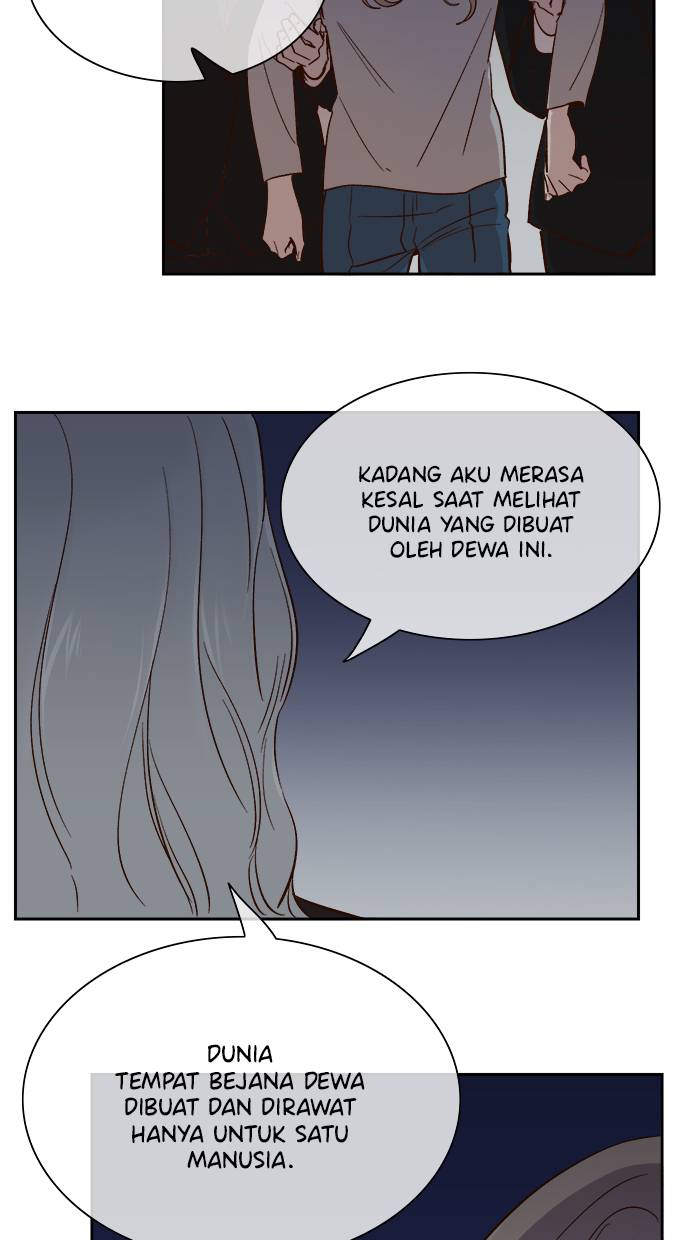 KADANG AKU MERASA
KESAL SAAT MELIHAT
DUNIA YANG DIBUAT
OLEH DEWA INI.
DUNIA
TEMPAT BEJANA DEWA
DIBUAT DAN DIRAWAT
HANYA UNTUK SATU
MANUSIA.